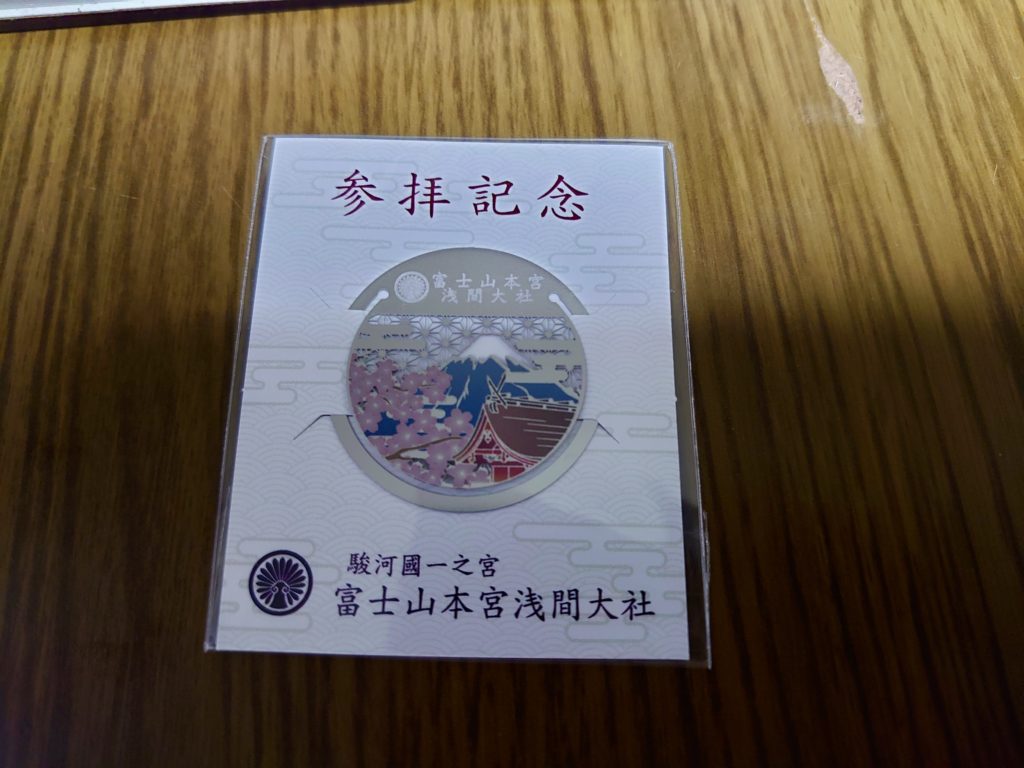 参拝記念
富士山本宮
浅間大社
駿河國一之宮
富士山本宮浅間大社